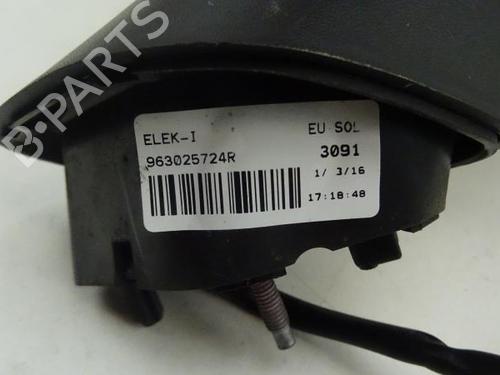 B-Parts
ELEK-I EU SOL
963025724R 3091
1/ 3/16
17:18:48